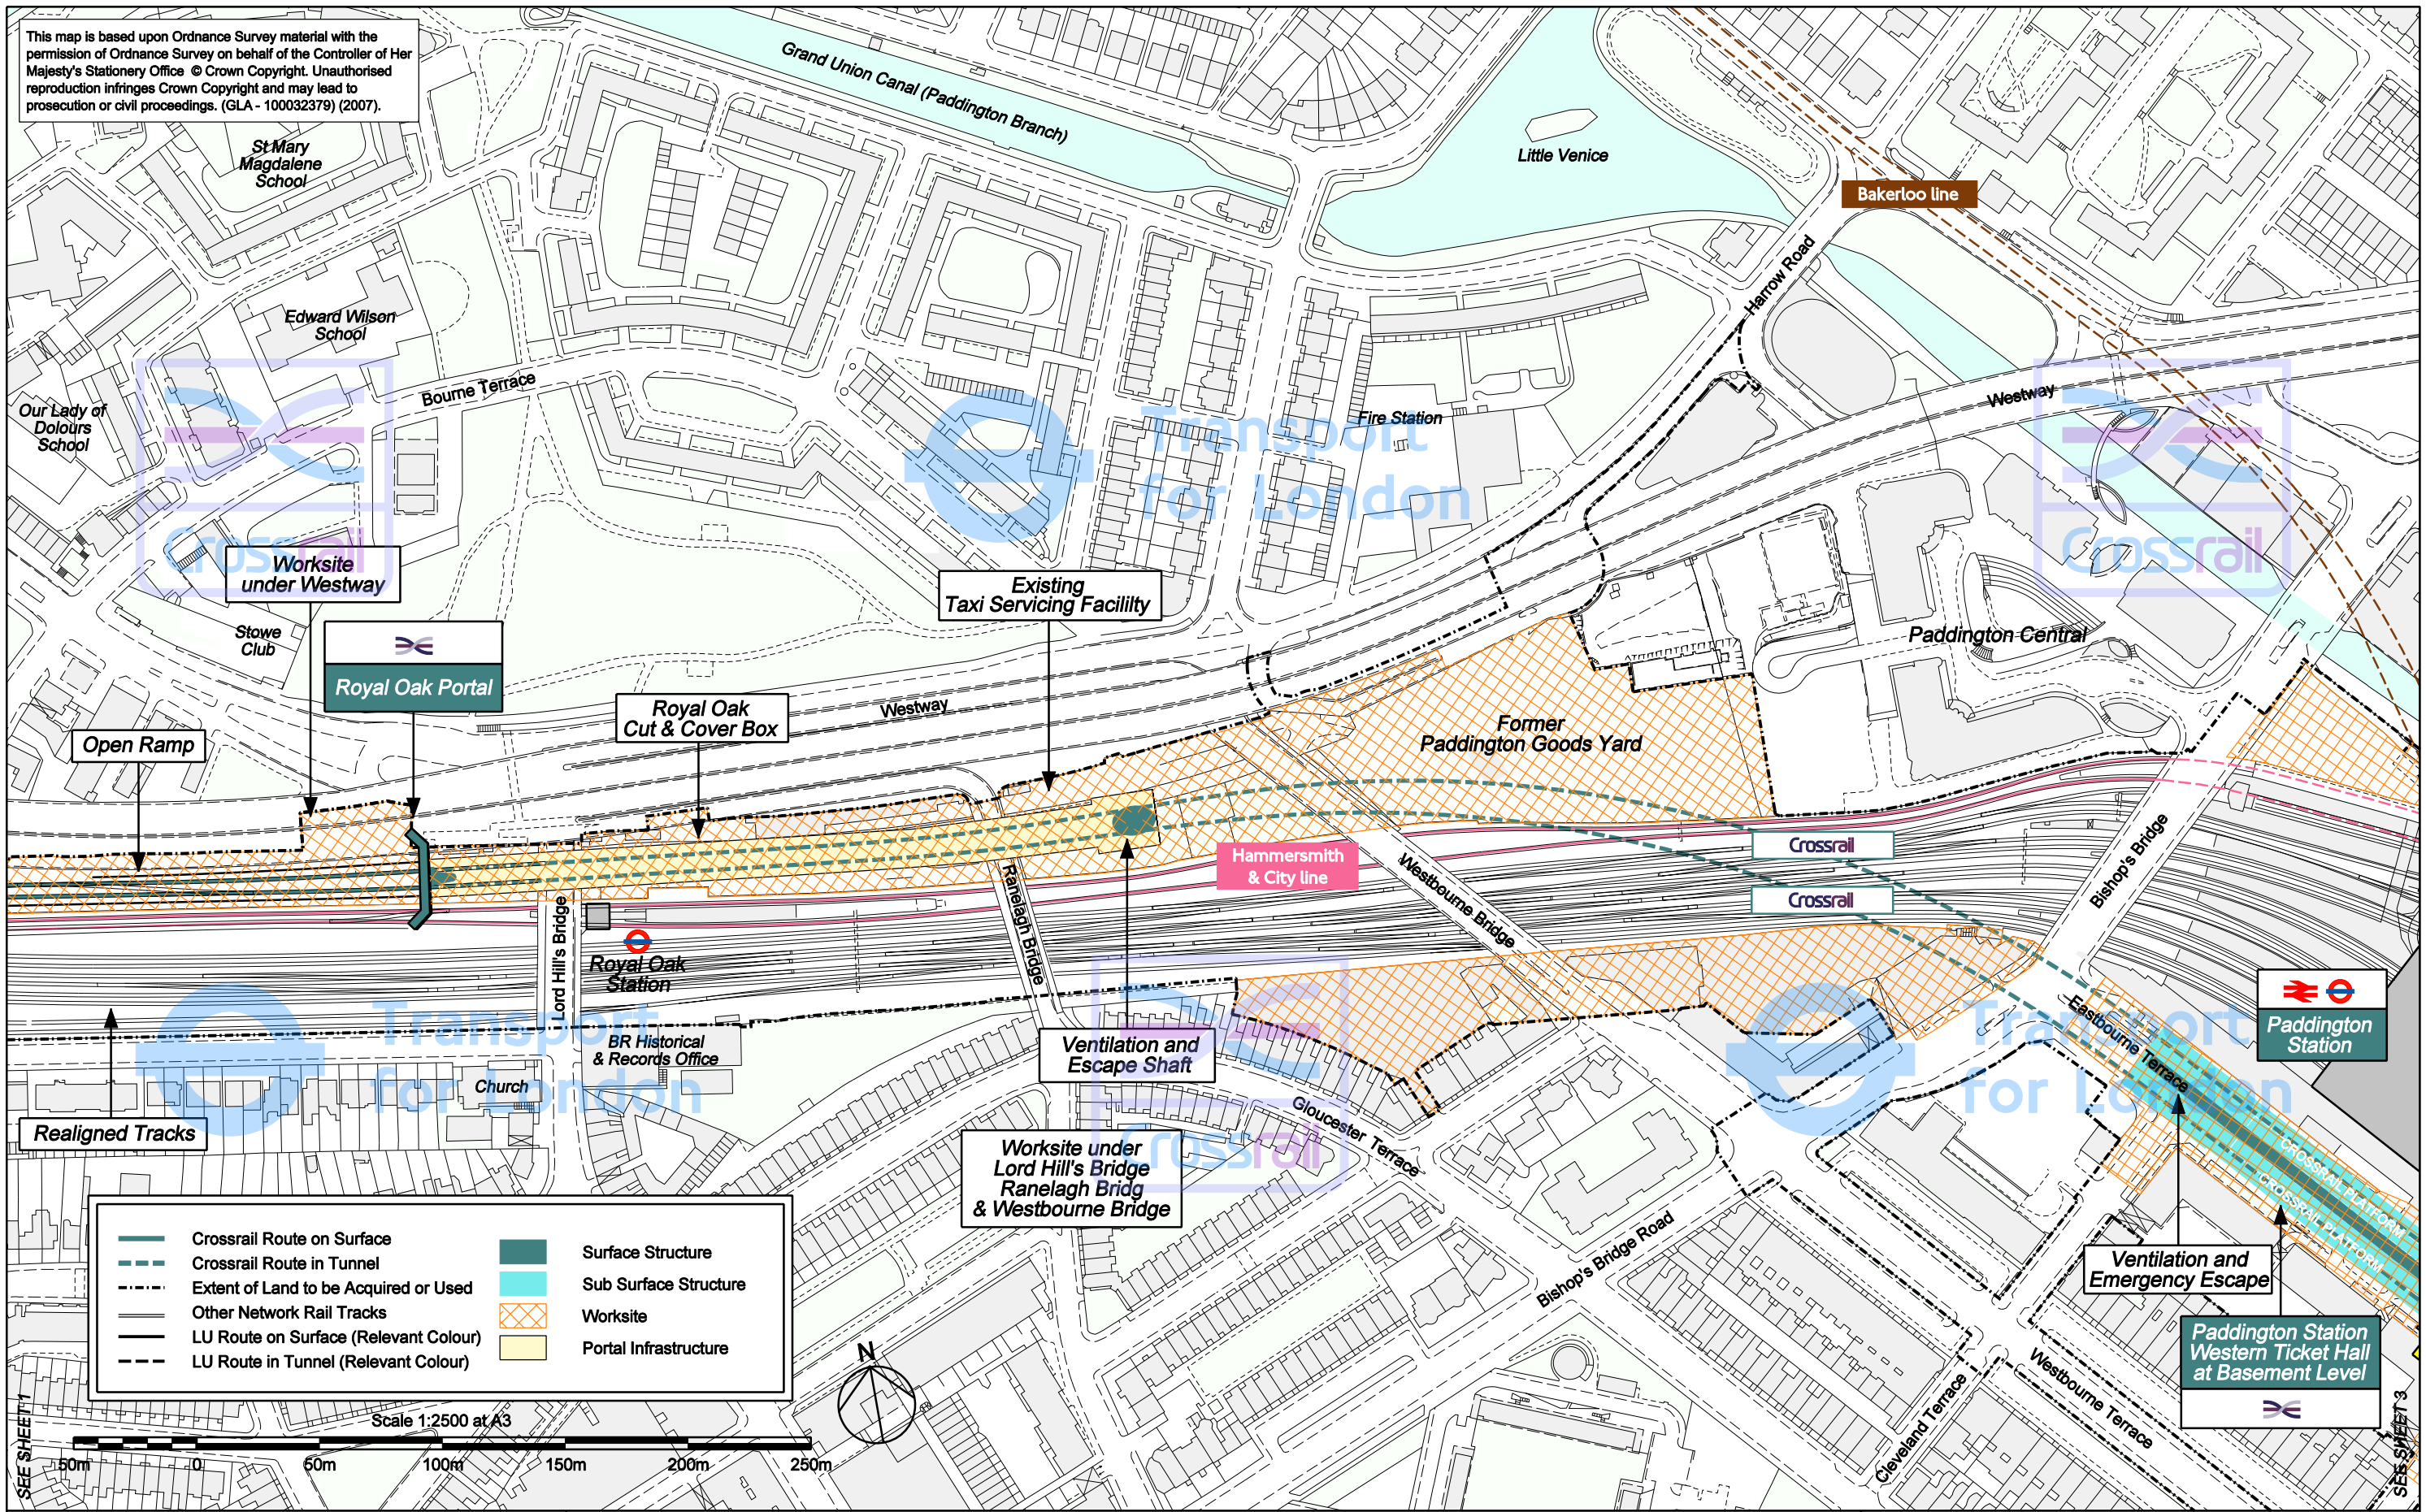 This map is based upon Ordnance Survey material with the
permission of Ordnance Survey on behalf of the Controller of Her
Majesty's Stationery Office © Crown Copyright. Unauthorised
reproduction infringes Crown Copyright and may lead to
prosecution or civil proceedings. (GLA - 100032379) (2007).
Grand Union Canal (Paddington Branch)
Little Venice
Bakerloo line
St Mary
Magdalene
School
Harrow Road
Edward Wilson
School
Bourne Terrace
Our Lady of
Dolours
School
Fire Station
Westway
Transport
for London
Crossrail
Crossrail
Worksite
under Westway
Existing
Taxi Servicing Facililty
Stowe
Club
Paddington Central
Royal Oak Portal
Royal Oak
Cut & Cover Box
Westway
Former
Paddington Goods Yard
Open Ramp
Hammersmith
& City line
Crossrail
Crossrail
Westbourne Bridge
Bishop's Bridge
Ranelagh Bridge
Lord Hill's Bridge
Royal Oak
Station
Transport
for London
Transport
for London
Crossrail
Eastbourne Terrace
Paddington
Station
BR Historical
& Records Office
Ventilation and
Escape Shaft
Church
Realigned Tracks
Gloucester Terrace
Worksite under
Lord Hill's Bridge
Ranelagh Bridg
& Westbourne Bridge
CROSSRAIL PLATFORM
CROSSRAIL PLATFORM
Bishop's Bridge Road
Ventilation and
Emergency Escape
Paddington Station
Western Ticket Hall
at Basement Level
Westbourne Terrace
Cleveland Terrace
Crossrail Route on Surface
Crossrail Route in Tunnel
Extent of Land to be Acquired or Used
Other Network Rail Tracks
LU Route on Surface (Relevant Colour)
LU Route in Tunnel (Relevant Colour)
Surface Structure
Sub Surface Structure
Worksite
Portal Infrastructure
N
Scale 1:2500 at A3
50m 0 50m 100m 150m 200m 250m
SEE SHEET 1
SEE SHEET 3